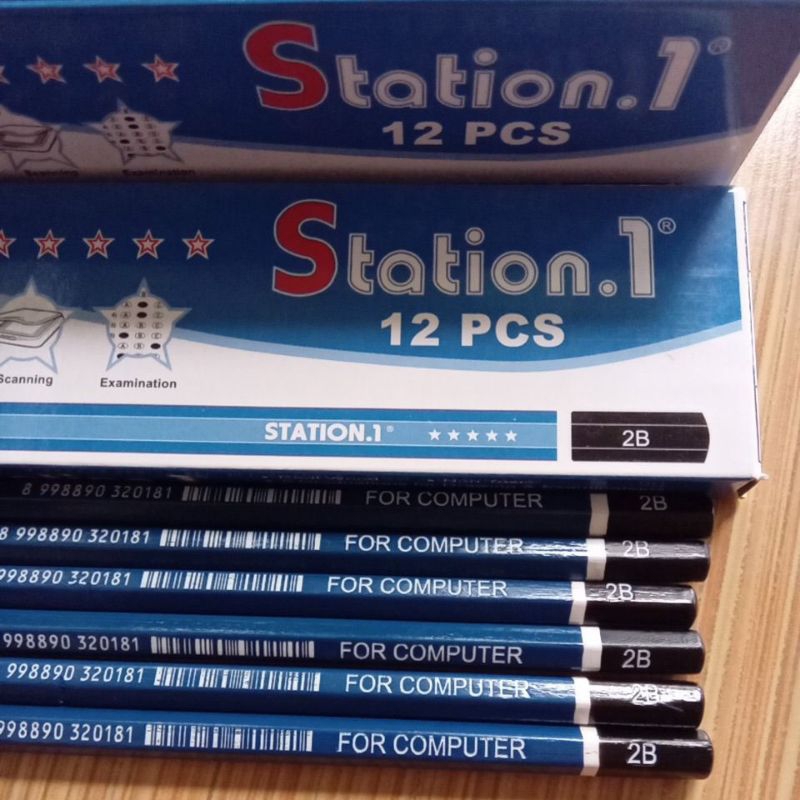 Station.1®
12 PCS
Scanning
Examination
Station.1®
12 PCS
Scanning
Examination
STATION.1®
2B
8 998890 320181 FOR COMPUTER 2B
8 998890 320181 FOR COMPUTER 2B
998890 320181 FOR COMPUTER 2B
998890 320181 FOR COMPUTER 2B
998890 320181 FOR COMPUTER 2B
998890 320181 FOR COMPUTER 2B